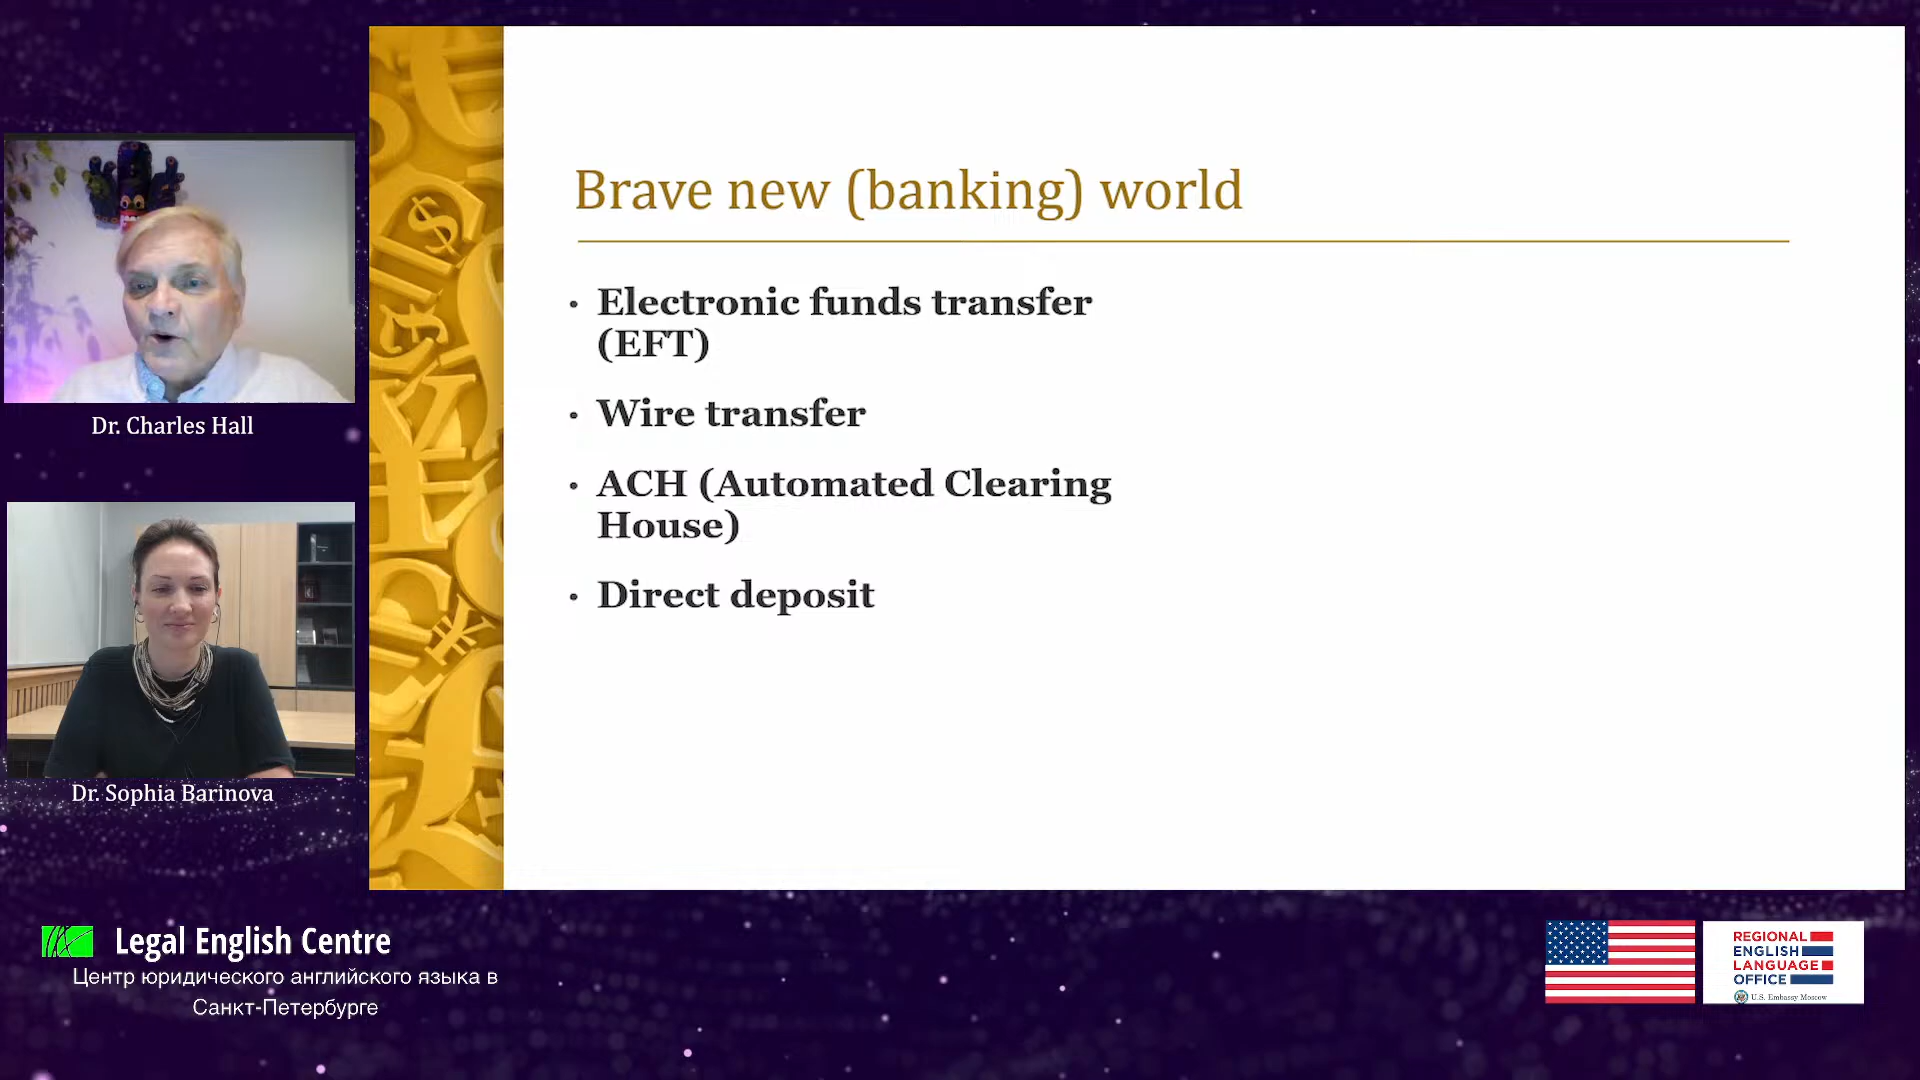 Brave new (banking) world
• Electronic funds transfer
(EFT)
• Wire transfer
• ACH (Automated Clearing
House)
• Direct deposit
Dr. Charles Hall
Dr. Sophia Barinova
Legal English Centre
Центр юридического английского языка в
Санкт-Петербурге
REGIONAL
ENGLISH
LANGUAGE
OFFICE
U.S. Embassy Moscow